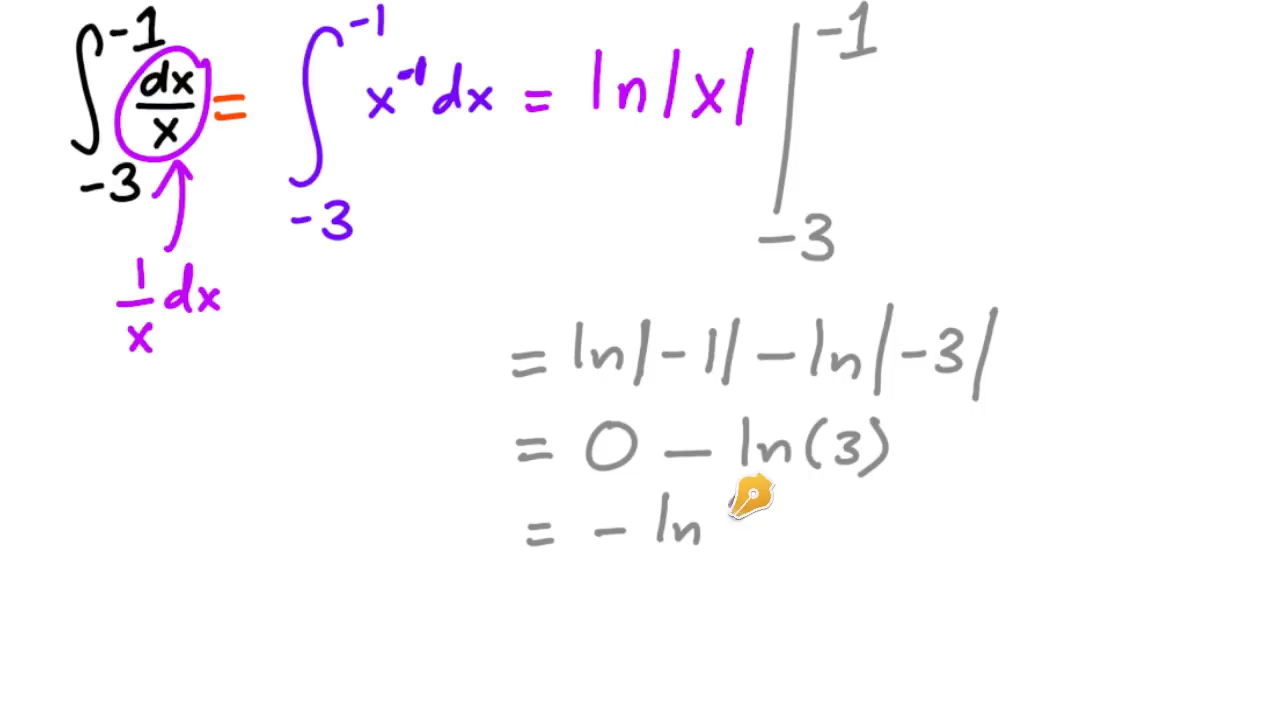 ∫_{-3}^{-1} dx/x = ∫_{-3}^{-1} x^{-1} dx = ln|x| |_{-3}^{-1}
1/x dx
= ln|-1| - ln|-3|
= 0 - ln(3)
= - ln